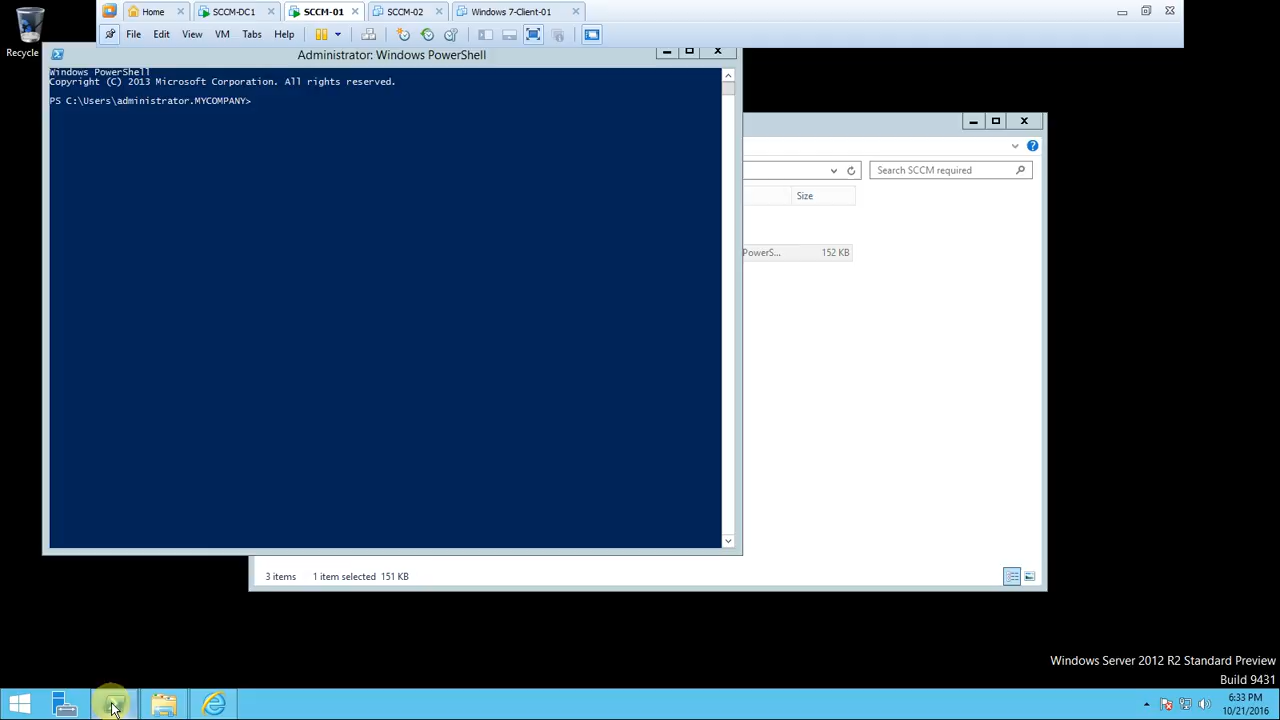 Home
SCCM-DC1
SCCM-01
SCCM-02
Windows 7-Client-01
File Edit View VM Tabs Help
Recycle
Administrator: Windows PowerShell
Windows PowerShell
Copyright (C) 2013 Microsoft Corporation. All rights reserved.
PS C:\Users\administrator.MYCOMPANY>
Search SCCM required
Size
PowerS... 152 KB
3 items 1 item selected 151 KB
Windows Server 2012 R2 Standard Preview
Build 9431
6:33 PM
10/21/2016